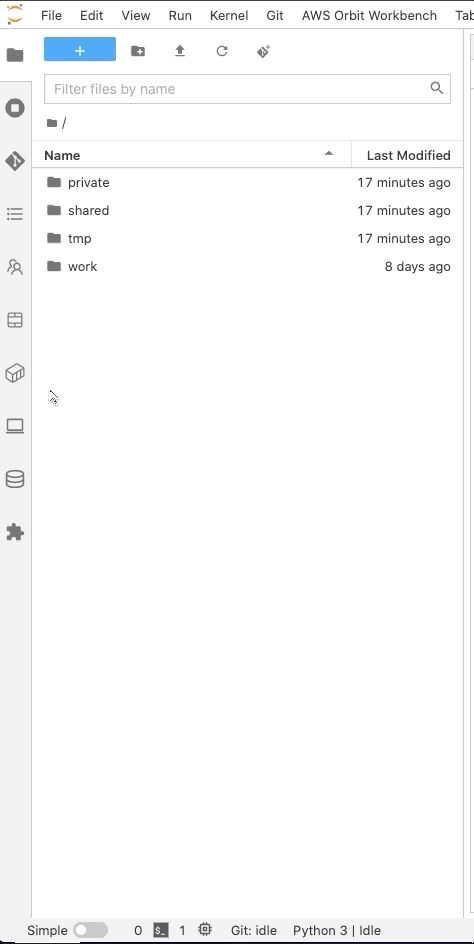 File Edit View Run Kernel Git AWS Orbit Workbench Tab
+
Filter files by name
/
Name Last Modified
private 17 minutes ago
shared 17 minutes ago
tmp 17 minutes ago
work 8 days ago
Simple 0 $_ 1 Git: idle Python 3 | Idle